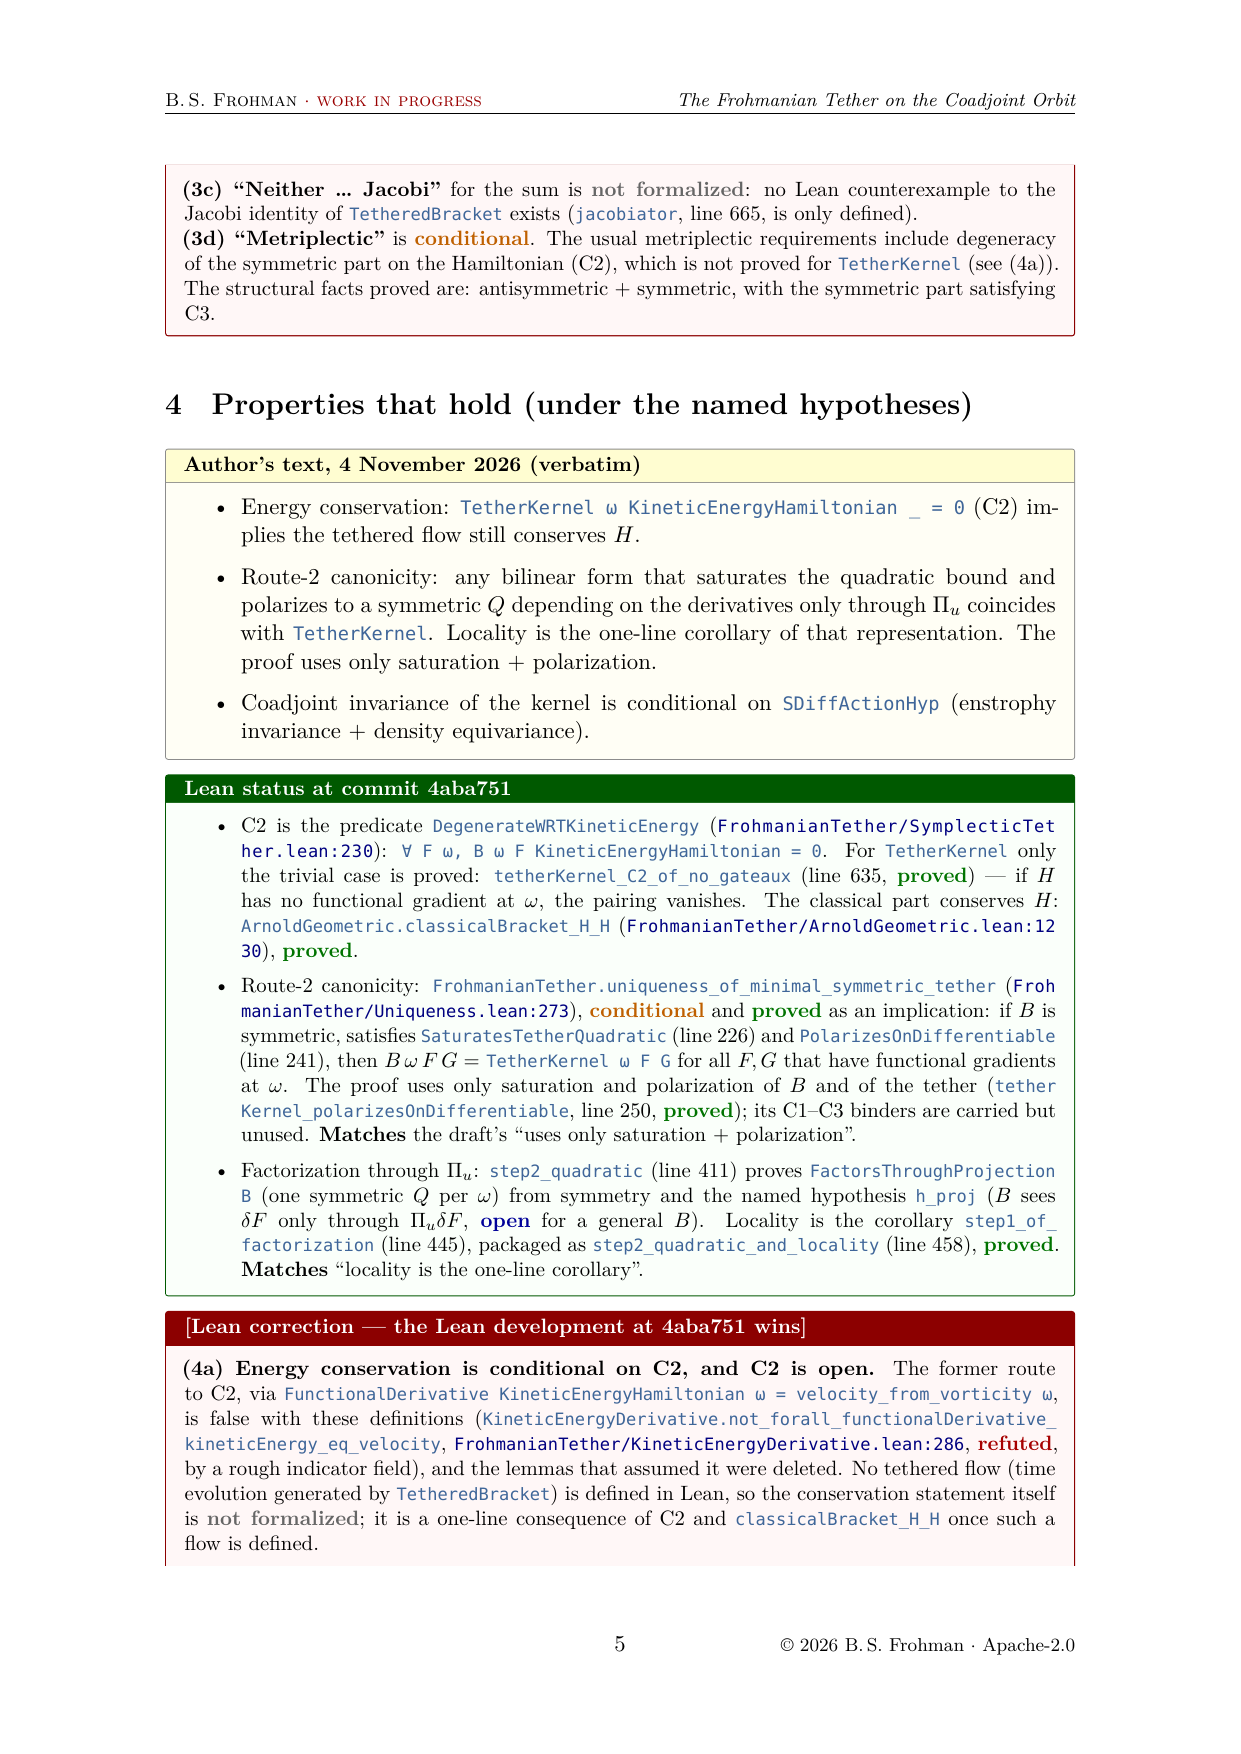 B. S. Frohman · work in progress
The Frohmanian Tether on the Coadjoint Orbit
(3c) “Neither ... Jacobi” for the sum is not formalized: no Lean counterexample to the
Jacobi identity of TetheredBracket exists (jacobiator, line 665, is only defined).
(3d) “Metriplectic” is conditional. The usual metriplectic requirements include degeneracy
of the symmetric part on the Hamiltonian (C2), which is not proved for TetherKernel (see (4a)).
The structural facts proved are: antisymmetric + symmetric, with the symmetric part satisfying
C3.
4 Properties that hold (under the named hypotheses)
Author’s text, 4 November 2026 (verbatim)
• Energy conservation: TetherKernel ω KineticEnergyHamiltonian _ = 0 (C2) im-
plies the tethered flow still conserves H.
• Route-2 canonicity: any bilinear form that saturates the quadratic bound and
polarizes to a symmetric Q depending on the derivatives only through Πu coincides
with TetherKernel. Locality is the one-line corollary of that representation. The
proof uses only saturation + polarization.
• Coadjoint invariance of the kernel is conditional on SDiffActionHyp (enstrophy
invariance + density equivariance).
Lean status at commit 4aba751
• C2 is the predicate DegenerateWRTKineticEnergy (FrohmanianTether/SymplecticTet
her.lean:230): ∀ F ω, B ω F KineticEnergyHamiltonian = 0. For TetherKernel only
the trivial case is proved: tetherKernel_C2_of_no_gateaux (line 635, proved) — if H
has no functional gradient at ω, the pairing vanishes. The classical part conserves H:
ArnoldGeometric.classicalBracket_H_H (FrohmanianTether/ArnoldGeometric.lean:12
30), proved.
• Route-2 canonicity: FrohmanianTether.uniqueness_of_minimal_symmetric_tether (Froh
manianTether/Uniqueness.lean:273), conditional and proved as an implication: if B is
symmetric, satisfies SaturatesTetherQuadratic (line 226) and PolarizesOnDifferentiable
(line 241), then B ω F G = TetherKernel ω F G for all F, G that have functional gradients
at ω. The proof uses only saturation and polarization of B and of the tether (tether
Kernel_polarizesOnDifferentiable, line 250, proved); its C1–C3 binders are carried but
unused. Matches the draft’s “uses only saturation + polarization”.
• Factorization through Πu: step2_quadratic (line 411) proves FactorsThroughProjection
B (one symmetric Q per ω) from symmetry and the named hypothesis h_proj (B sees
δF only through ΠuδF, open for a general B). Locality is the corollary step1_of_
factorization (line 445), packaged as step2_quadratic_and_locality (line 458), proved.
Matches “locality is the one-line corollary”.
[Lean correction — the Lean development at 4aba751 wins]
(4a) Energy conservation is conditional on C2, and C2 is open. The former route
to C2, via FunctionalDerivative KineticEnergyHamiltonian ω = velocity_from_vorticity ω,
is false with these definitions (KineticEnergyDerivative.not_forall_functionalDerivative_
kineticEnergy_eq_velocity, FrohmanianTether/KineticEnergyDerivative.lean:286, refuted,
by a rough indicator field), and the lemmas that assumed it were deleted. No tethered flow (time
evolution generated by TetheredBracket) is defined in Lean, so the conservation statement itself
is not formalized; it is a one-line consequence of C2 and classicalBracket_H_H once such a
flow is defined.
5
© 2026 B. S. Frohman · Apache-2.0